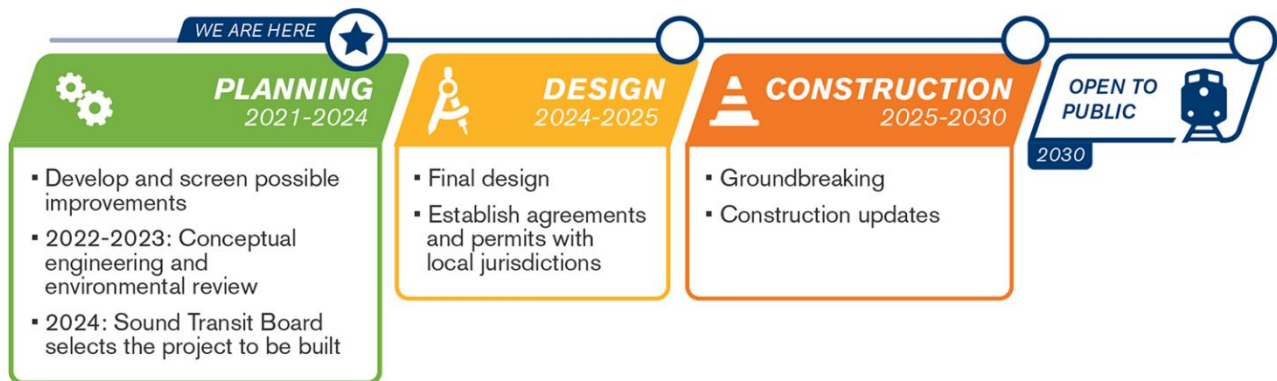 WE ARE HERE
PLANNING
2021-2024
▪ Develop and screen possible
improvements
▪ 2022-2023: Conceptual
engineering and
environmental review
▪ 2024: Sound Transit Board
selects the project to be built
DESIGN
2024-2025
▪ Final design
▪ Establish agreements
and permits with
local jurisdictions
CONSTRUCTION
2025-2030
▪ Groundbreaking
▪ Construction updates
OPEN TO
PUBLIC
2030